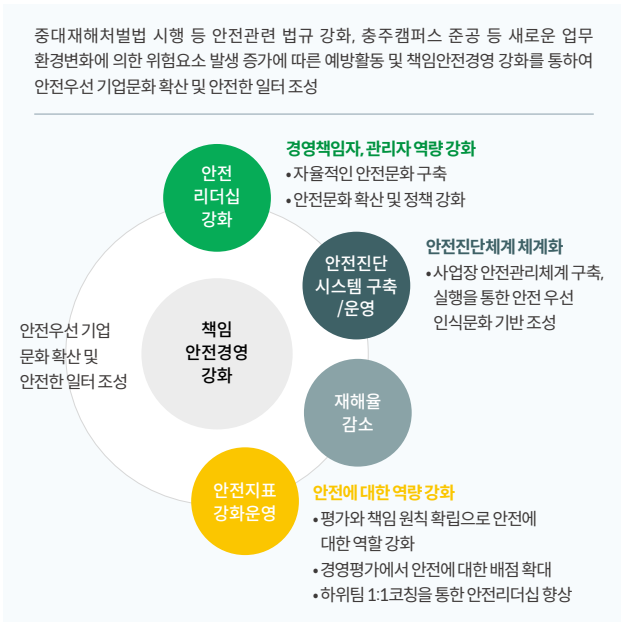 중대재해처벌법 시행 등 안전관련 법규 강화, 충주캠퍼스 준공 등 새로운 업무
환경변화에 의한 위험요소 발생 증가에 따른 예방활동 및 책임안전경영 강화를 통하여
안전우선 기업문화 확산 및 안전한 일터 조성
안전
리더십
강화
경영책임자, 관리자 역량 강화
• 자율적인 안전문화 구축
• 안전문화 확산 및 정책 강화
안전진단
시스템 구축
/운영
안전진단체계 체계화
• 사업장 안전관리체계 구축,
실행을 통한 안전 우선
인식문화 기반 조성
안전우선 기업
문화 확산 및
안전한 일터 조성
책임
안전경영
강화
재해율
감소
안전지표
강화운영
안전에 대한 역량 강화
• 평가와 책임 원칙 확립으로 안전에
대한 역할 강화
• 경영평가에서 안전에 대한 배점 확대
• 하위팀 1:1코칭을 통한 안전리더십 향상